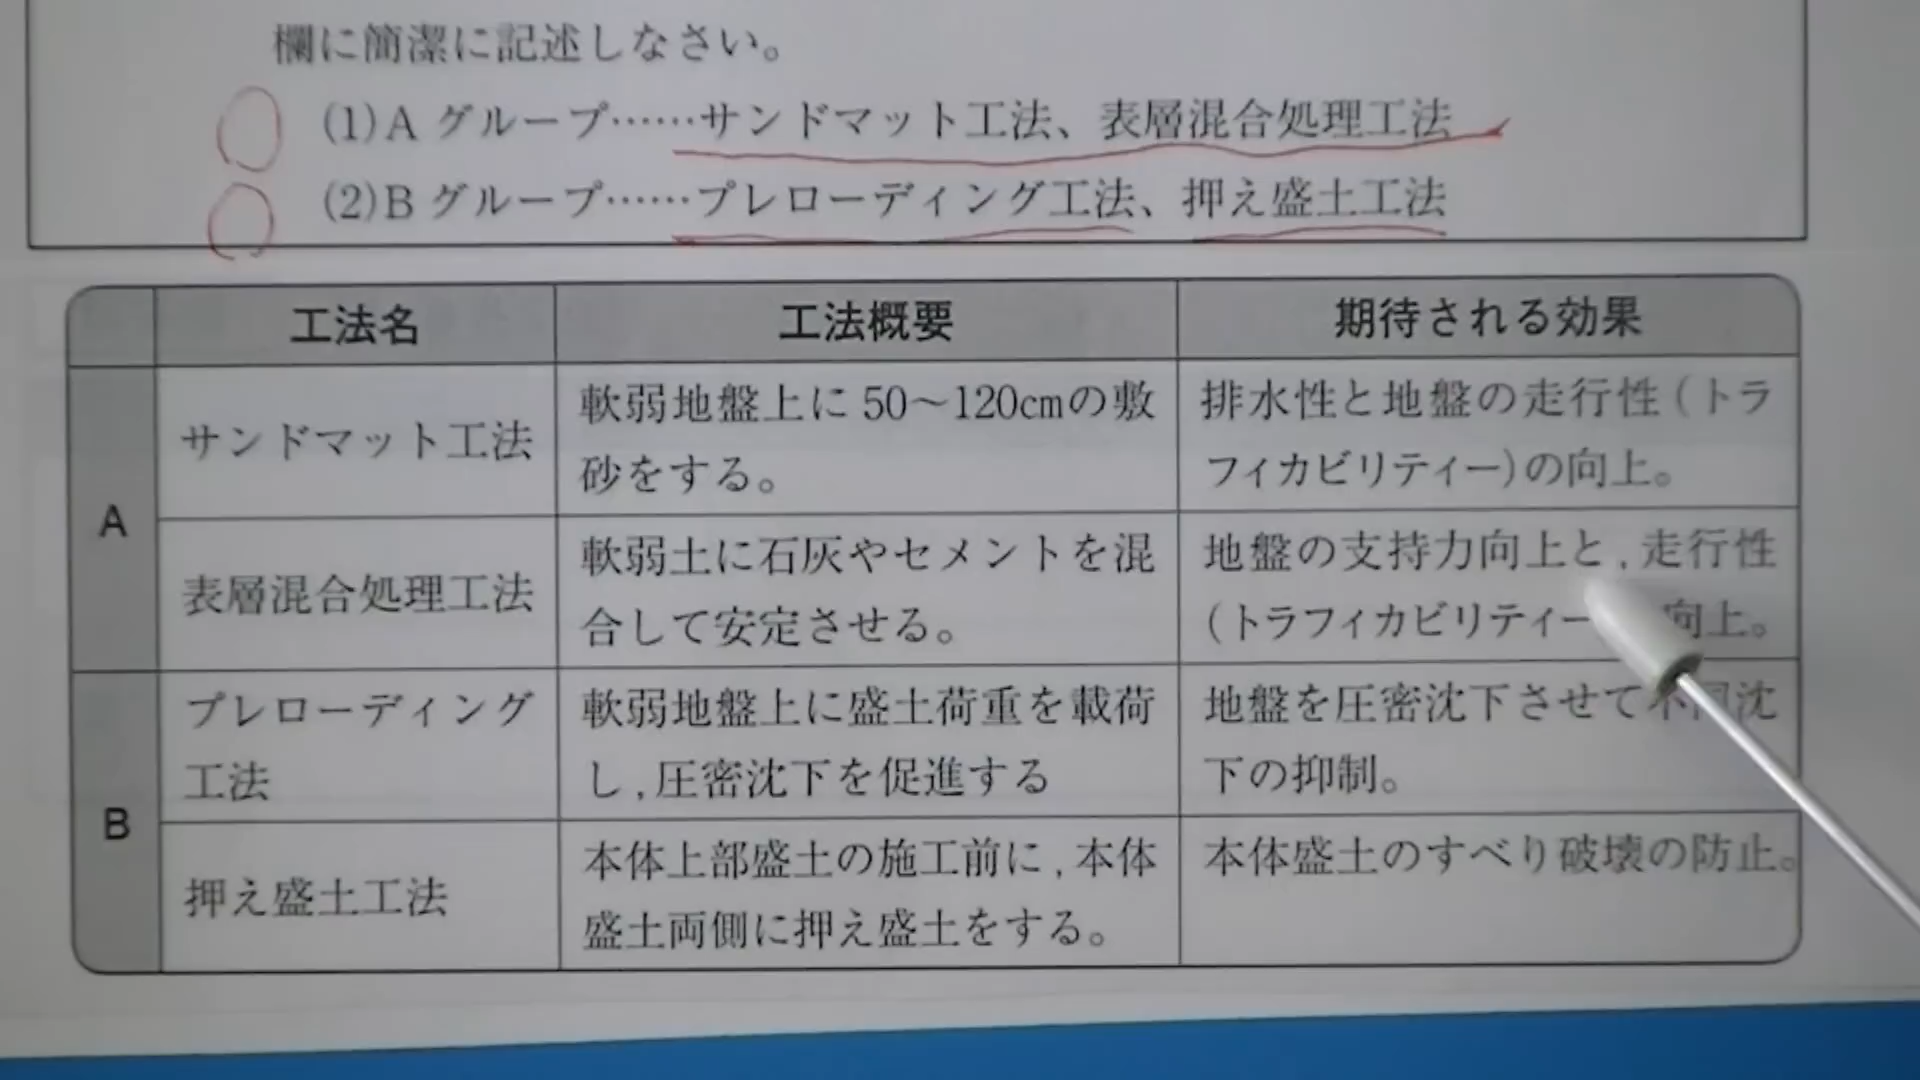 欄に簡潔に記述しなさい。
(1)A グループ……サンドマット工法、表層混合処理工法
(2)B グループ……プレローディング工法、押え盛土工法
工法名 工法概要 期待される効果
A
サンドマット工法
軟弱地盤上に 50～120cmの敷
砂をする。
排水性と地盤の走行性(トラ
フィカビリティー)の向上。
表層混合処理工法
軟弱土に石灰やセメントを混
合して安定させる。
地盤の支持力向上と,走行性
(トラフィカビリティー 向上。
B
プレローディング
工法
軟弱地盤上に盛土荷重を載荷
し,圧密沈下を促進する
地盤を圧密沈下させて不同沈
下の抑制。
押え盛土工法
本体上部盛土の施工前に,本体
盛土両側に押え盛土をする。
本体盛土のすべり破壊の防止。